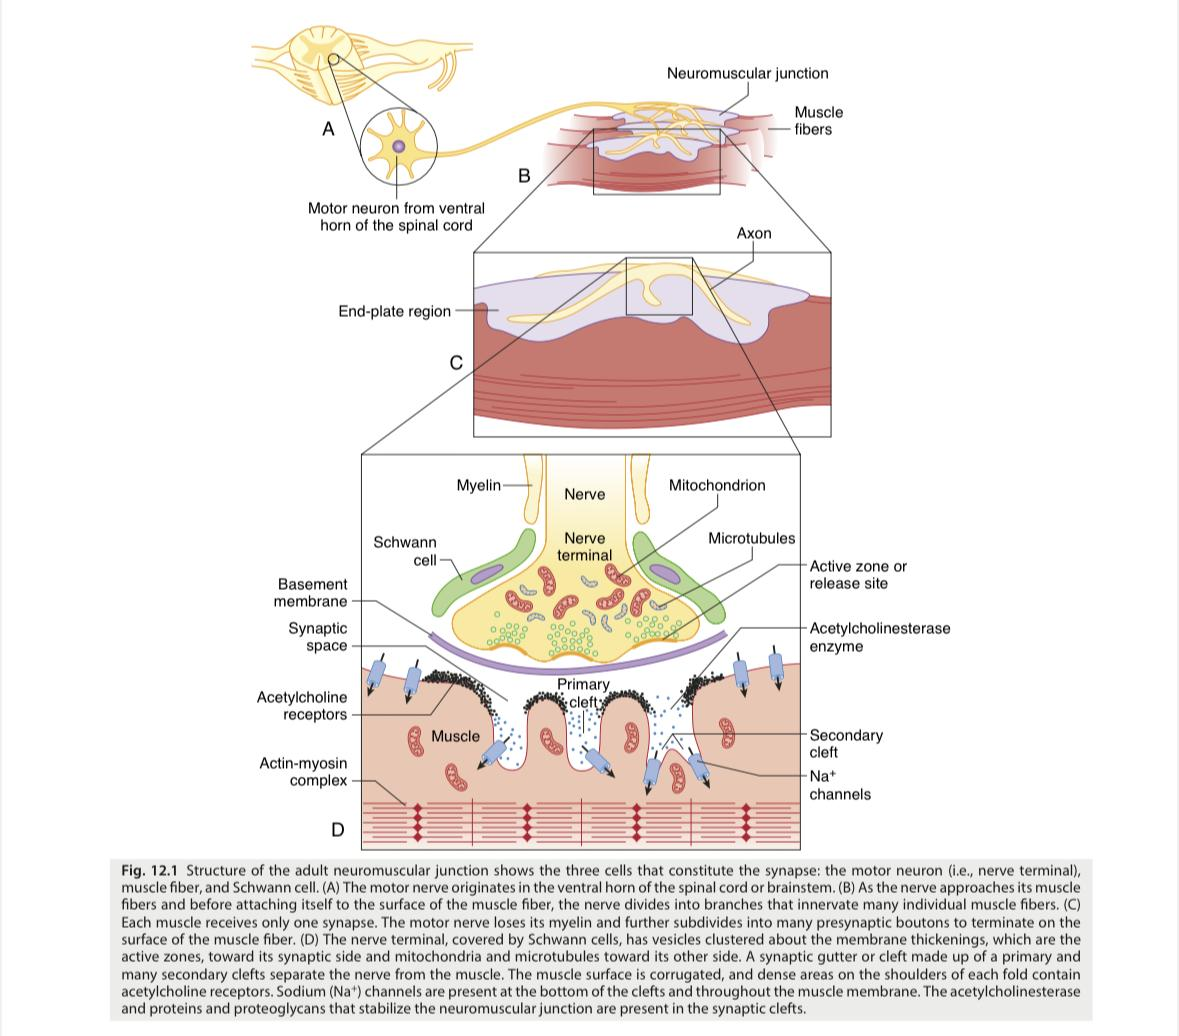 Neuromuscular junction
Muscle
fibers
A
B
Motor neuron from ventral
horn of the spinal cord
Axon
End-plate region
C
Myelin
Nerve
Mitochondrion
Schwann
cell
Nerve
terminal
Microtubules
Active zone or
release site
Basement
membrane
Synaptic
space
Acetylcholinesterase
enzyme
Acetylcholine
receptors
Primary
cleft
Muscle
Secondary
cleft
Actin-myosin
complex
Na⁺
channels
D
Fig. 12.1 Structure of the adult neuromuscular junction shows the three cells that constitute the synapse: the motor neuron (i.e., nerve terminal),
muscle fiber, and Schwann cell. (A) The motor nerve originates in the ventral horn of the spinal cord or brainstem. (B) As the nerve approaches its muscle
fibers and before attaching itself to the surface of the muscle fiber, the nerve divides into branches that innervate many individual muscle fibers. (C)
Each muscle receives only one synapse. The motor nerve loses its myelin and further subdivides into many presynaptic boutons to terminate on the
surface of the muscle fiber. (D) The nerve terminal, covered by Schwann cells, has vesicles clustered about the membrane thickenings, which are the
active zones, toward its synaptic side and mitochondria and microtubules toward its other side. A synaptic gutter or cleft made up of a primary and
many secondary clefts separate the nerve from the muscle. The muscle surface is corrugated, and dense areas on the shoulders of each fold contain
acetylcholine receptors. Sodium (Na⁺) channels are present at the bottom of the clefts and throughout the muscle membrane. The acetylcholinesterase
and proteins and proteoglycans that stabilize the neuromuscular junction are present in the synaptic clefts.